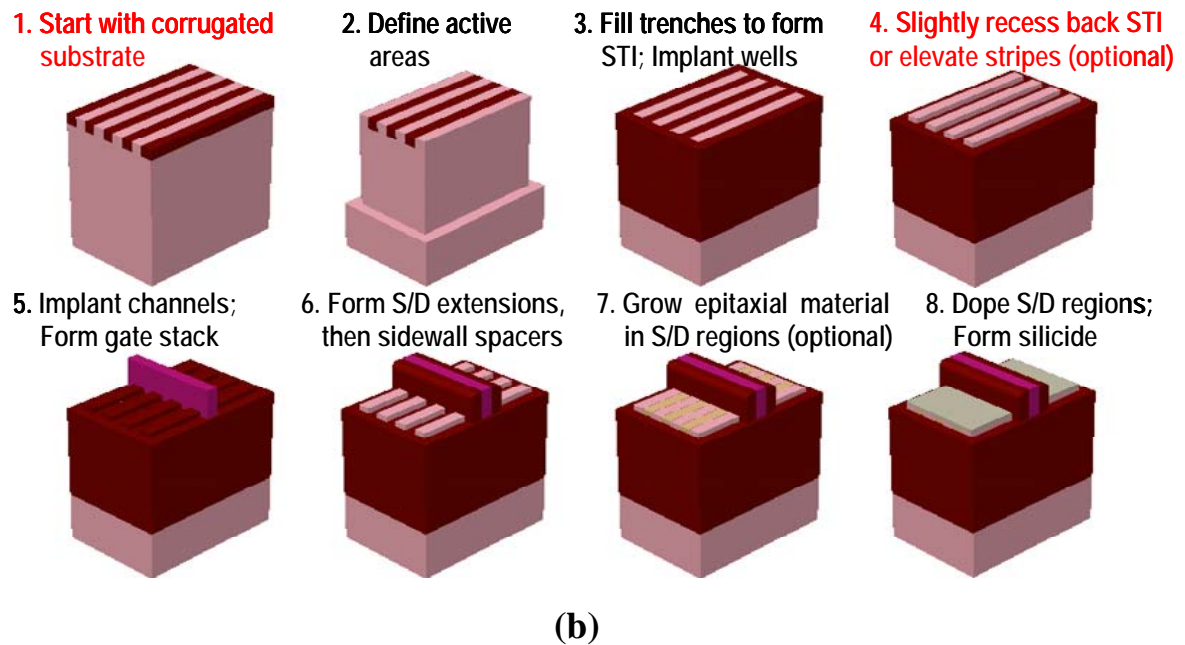 1. Start with corrugated
substrate
2. Define active
areas
3. Fill trenches to form
STI; Implant wells
4. Slightly recess back STI
or elevate stripes (optional)
5. Implant channels;
Form gate stack
6. Form S/D extensions,
then sidewall spacers
7. Grow epitaxial material
in S/D regions (optional)
8. Dope S/D regions;
Form silicide
(b)